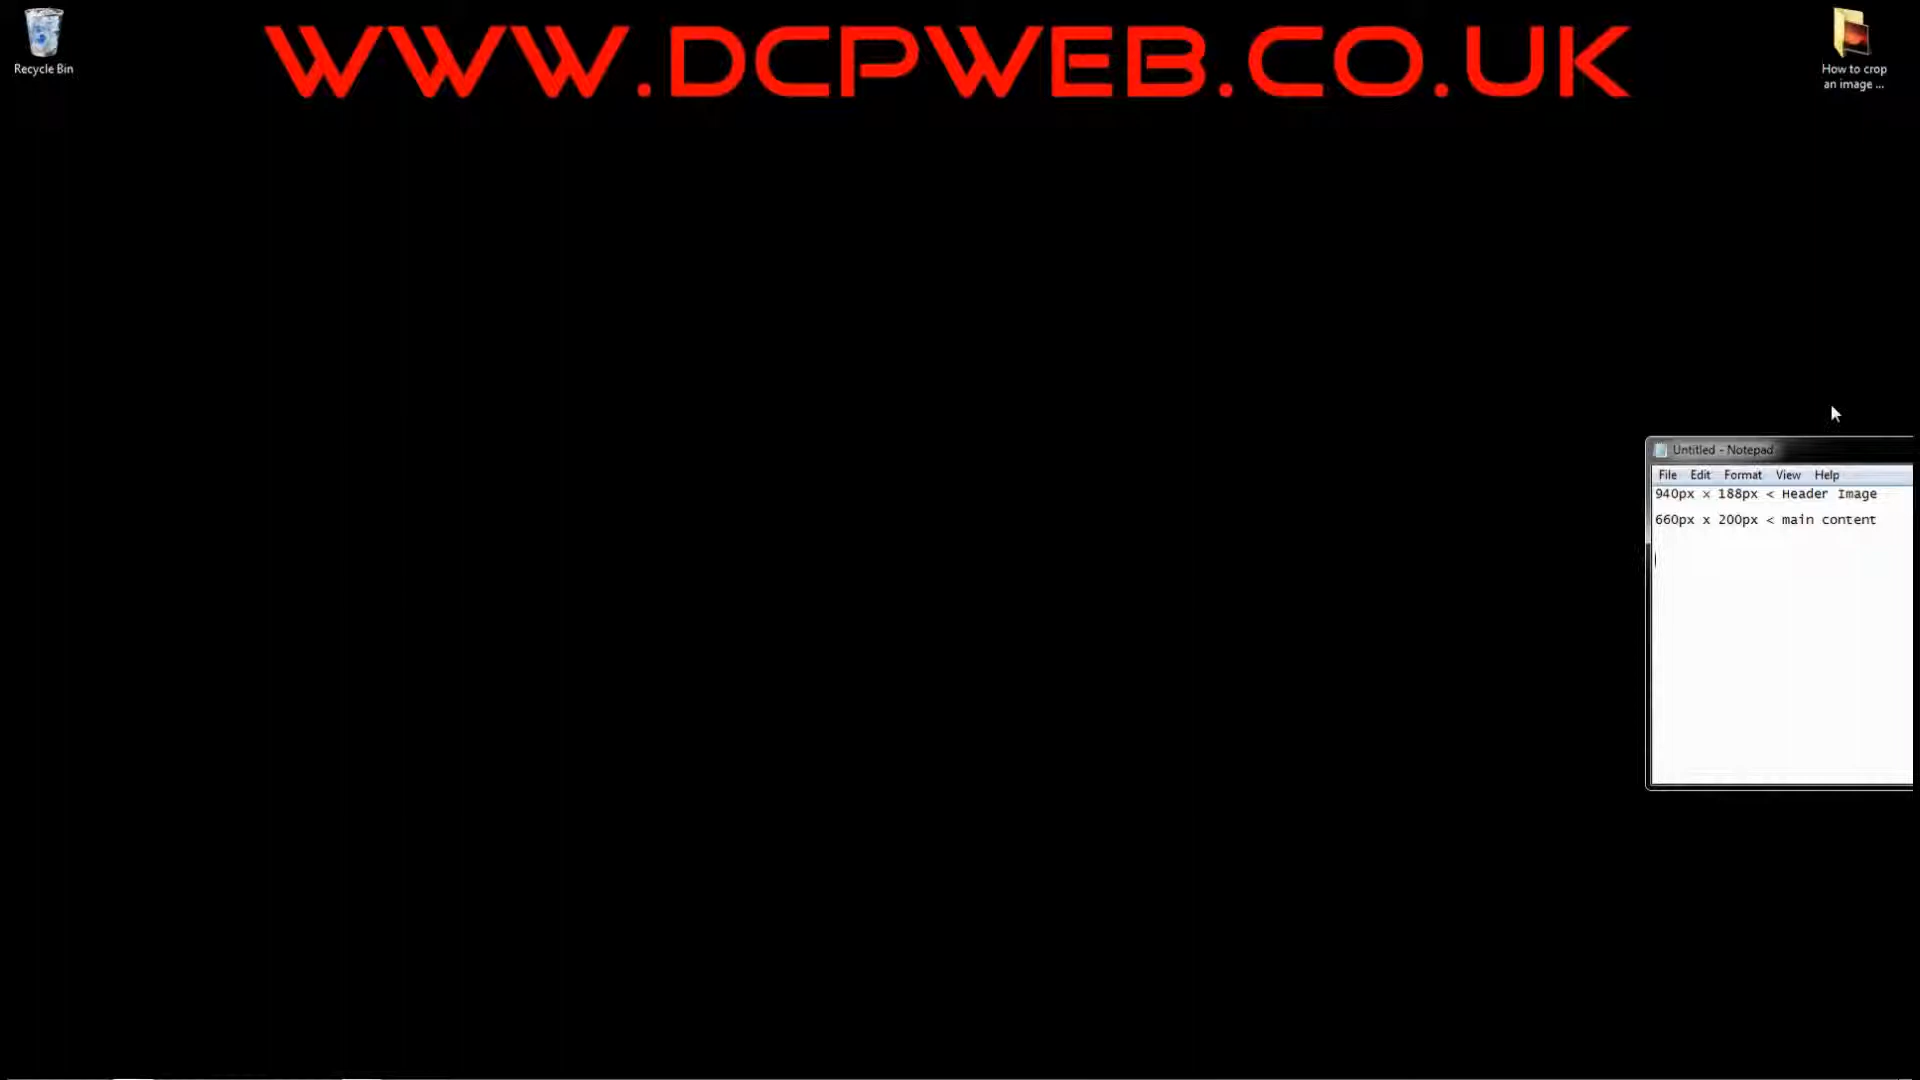 WWW.DCPWEB.CO.UK
Recycle Bin
How to crop
an image ...
Untitled - Notepad
File Edit Format View Help
940px x 188px < Header Image
660px x 200px < main content